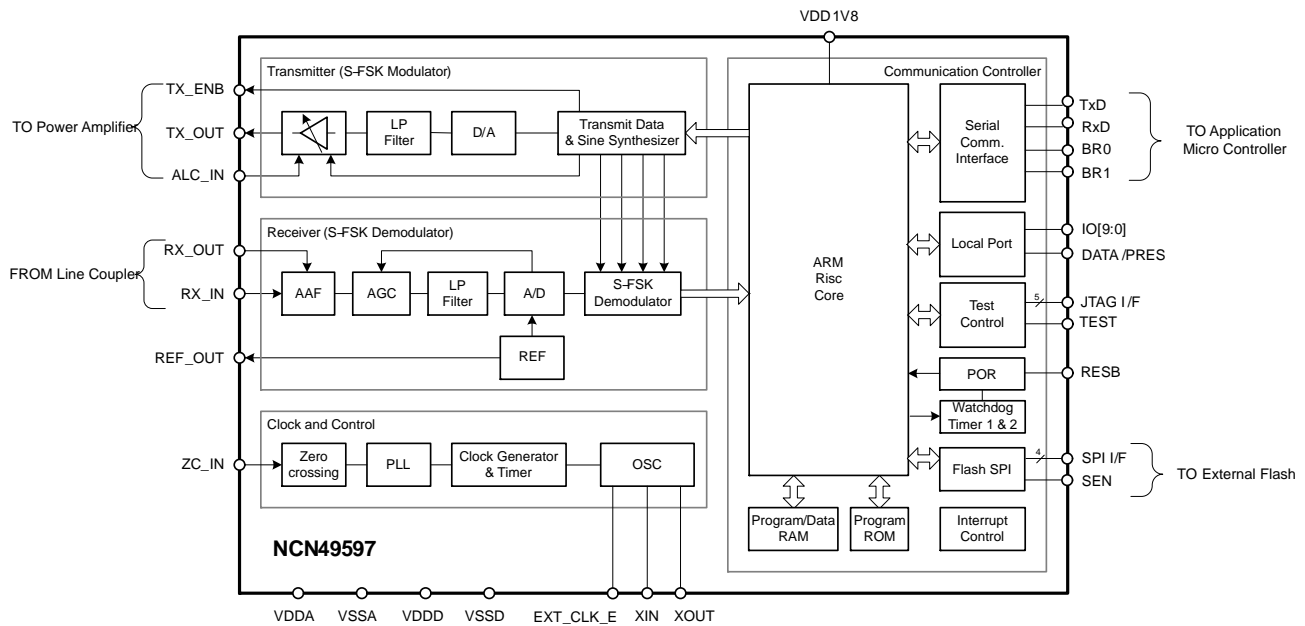 VDD1V8
Transmitter (S-FSK Modulator)
Communication Controller
TX_ENB
TO Power Amplifier
TX_OUT
ALC_IN
LP
Filter
D/A
Transmit Data
& Sine Synthesizer
Serial
Comm.
Interface
TxD
RxD
BR0
BR1
TO Application
Micro Controller
Receiver (S-FSK Demodulator)
RX_OUT
FROM Line Coupler
RX_IN
REF_OUT
AAF
AGC
LP
Filter
A/D
S-FSK
Demodulator
REF
ARM
Risc
Core
Local Port
IO[9:0]
DATA/PRES
Test
Control
5
JTAG I/F
TEST
POR
RESB
Watchdog
Timer 1 & 2
Clock and Control
ZC_IN
Zero
crossing
PLL
Clock Generator
& Timer
OSC
Flash SPI
4
SPI I/F
SEN
TO External Flash
Program/Data
RAM
Program
ROM
Interrupt
Control
NCN49597
VDDA
VSSA
VDDD
VSSD
EXT_CLK_E
XIN
XOUT